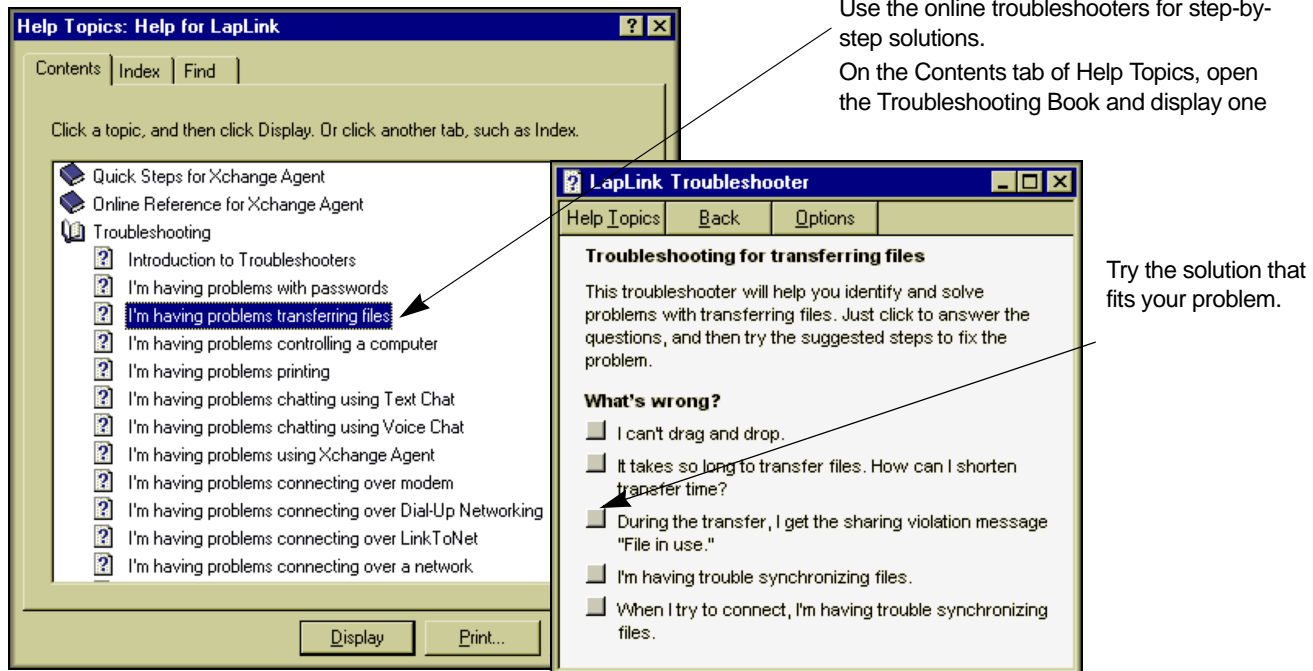 Use the online troubleshooters for step-by-
step solutions.
On the Contents tab of Help Topics, open
the Troubleshooting Book and display one
Help Topics: Help for LapLink
Contents Index Find
Click a topic, and then click Display. Or click another tab, such as Index.
Quick Steps for Xchange Agent
Online Reference for Xchange Agent
Troubleshooting
Introduction to Troubleshooters
I'm having problems with passwords
I'm having problems transferring files
I'm having problems controlling a computer
I'm having problems printing
I'm having problems chatting using Text Chat
I'm having problems chatting using Voice Chat
I'm having problems using Xchange Agent
I'm having problems connecting over modem
I'm having problems connecting over Dial-Up Networking
I'm having problems connecting over LinkToNet
I'm having problems connecting over a network
Display Print...
LapLink Troubleshooter
Help Topics Back Options
Troubleshooting for transferring files
This troubleshooter will help you identify and solve
problems with transferring files. Just click to answer the
questions, and then try the suggested steps to fix the
problem.
What's wrong?
I can't drag and drop.
It takes so long to transfer files. How can I shorten
transfer time?
During the transfer, I get the sharing violation message
"File in use."
I'm having trouble synchronizing files.
When I try to connect, I'm having trouble synchronizing
files.
Try the solution that
fits your problem.